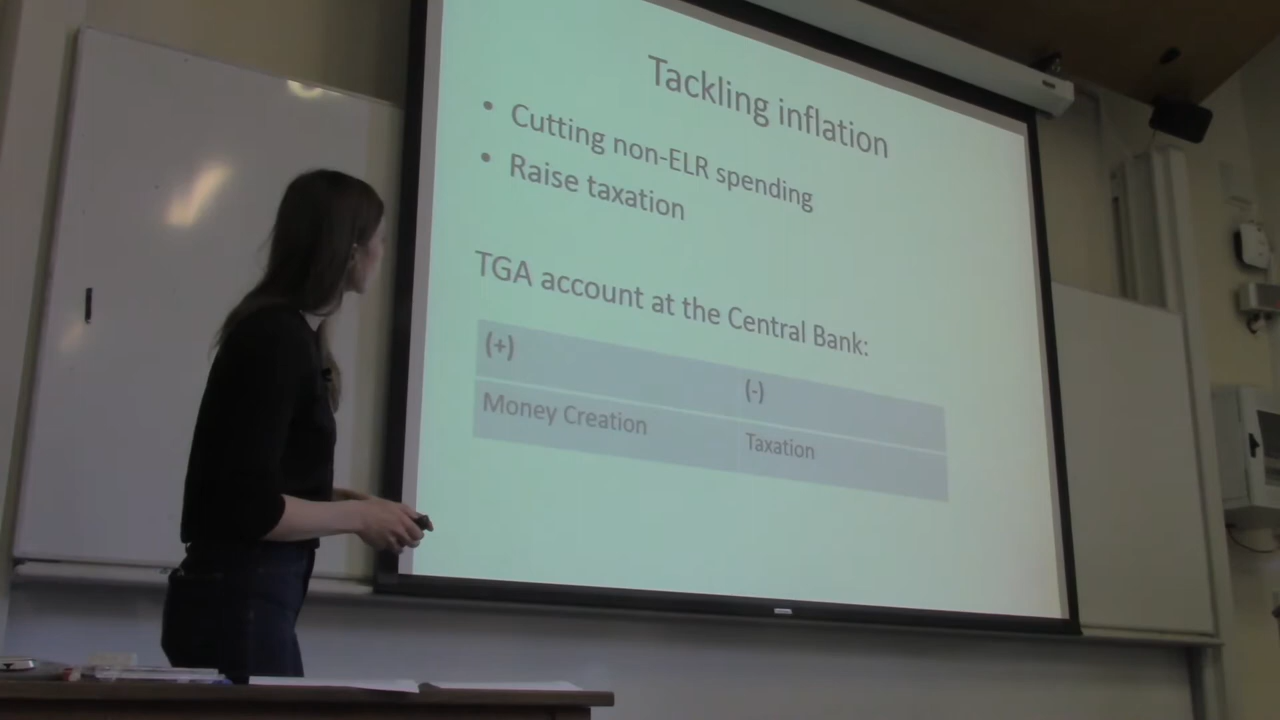 Tackling inflation
• Cutting non-ELR spending
• Raise taxation
TGA account at the Central Bank:
(+) (-)
Money Creation Taxation